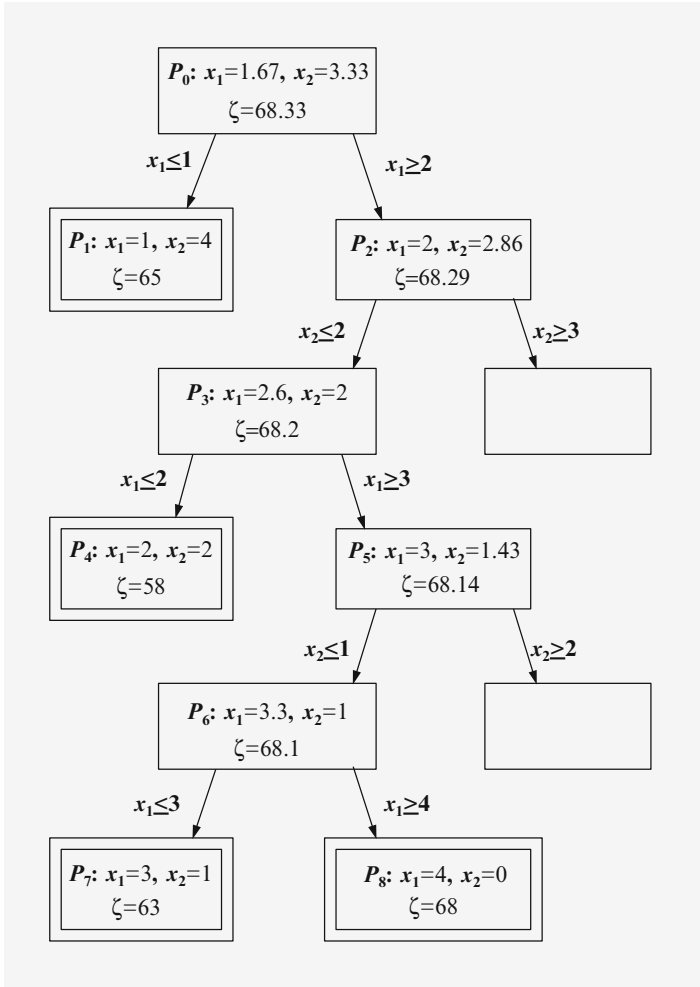 P₀: x₁=1.67, x₂=3.33
ζ=68.33
x₁≤1
x₁≥2
P₁: x₁=1, x₂=4
ζ=65
P₂: x₁=2, x₂=2.86
ζ=68.29
x₂≤2
x₂≥3
P₃: x₁=2.6, x₂=2
ζ=68.2
x₁≤2
x₁≥3
P₄: x₁=2, x₂=2
ζ=58
P₅: x₁=3, x₂=1.43
ζ=68.14
x₂≤1
x₂≥2
P₆: x₁=3.3, x₂=1
ζ=68.1
x₁≤3
x₁≥4
P₇: x₁=3, x₂=1
ζ=63
P₈: x₁=4, x₂=0
ζ=68